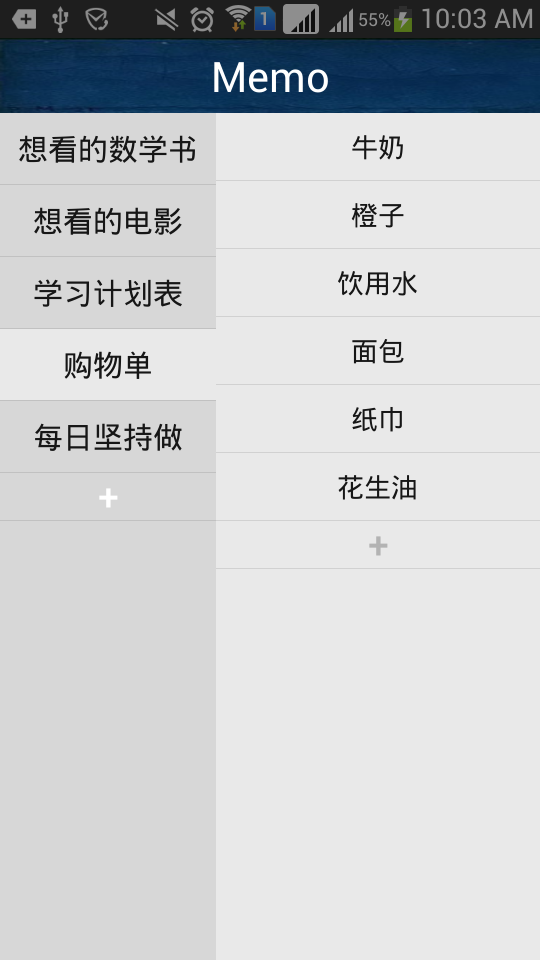 1
55%
10:03 AM
Memo
想看的数学书
想看的电影
学习计划表
购物单
每日坚持做
+
牛奶
橙子
饮用水
面包
纸巾
花生油
+